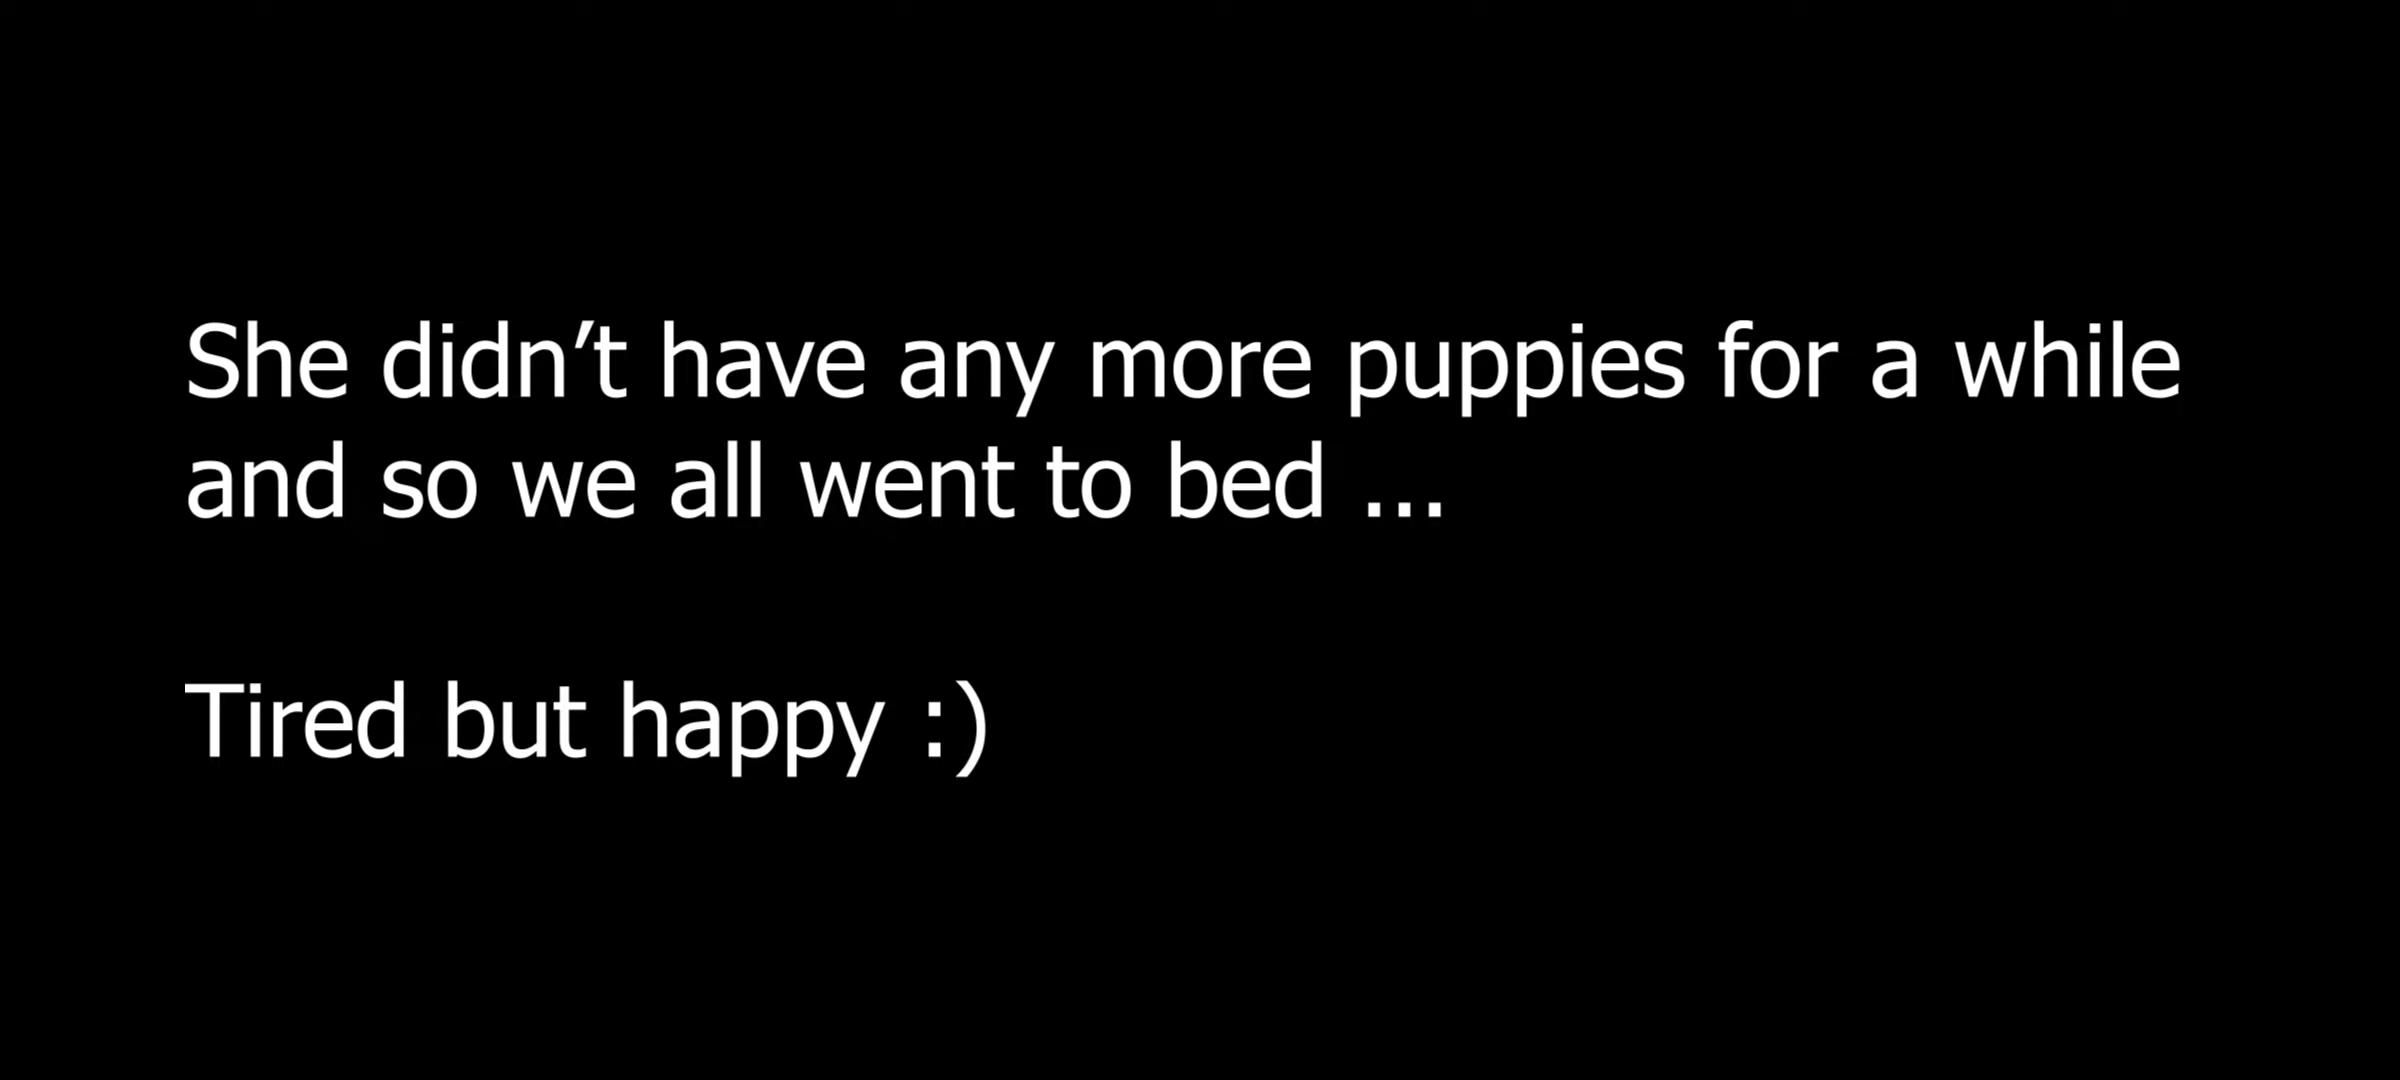 She didn’t have any more puppies for a while
and so we all went to bed ...
Tired but happy :)